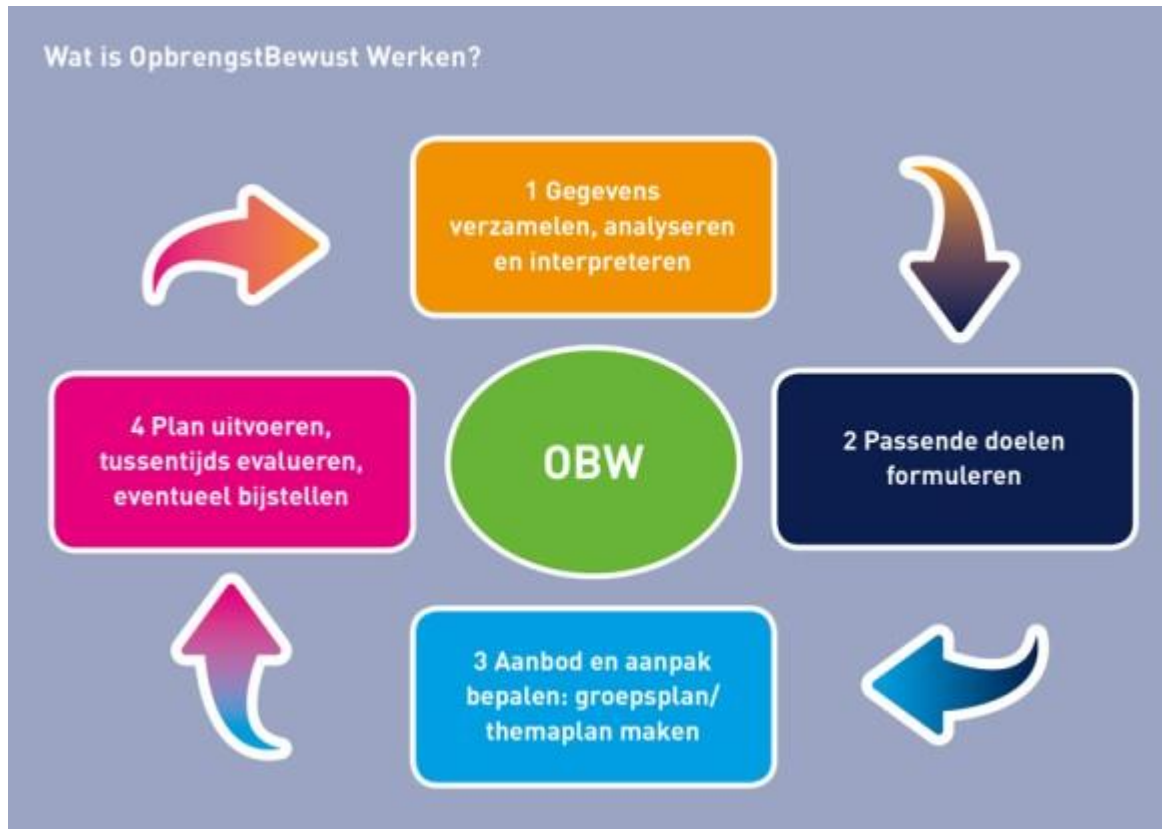 Wat is OpbrengstBewust Werken?
1 Gegevens
verzamelen, analyseren
en interpreteren
2 Passende doelen
formuleren
3 Aanbod en aanpak
bepalen: groepsplan/
themaplan maken
4 Plan uitvoeren,
tussentijds evalueren,
eventueel bijstellen
OBW